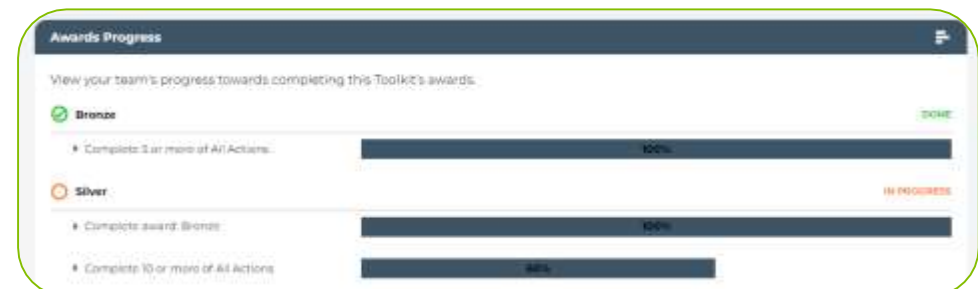 Awards Progress
View your team's progress towards completing this Toolkit's awards.
Bronze DONE
Complete 5 or more of All Actions
100%
Silver IN PROGRESS
Complete award: Bronze
100%
Complete 10 or more of All Actions